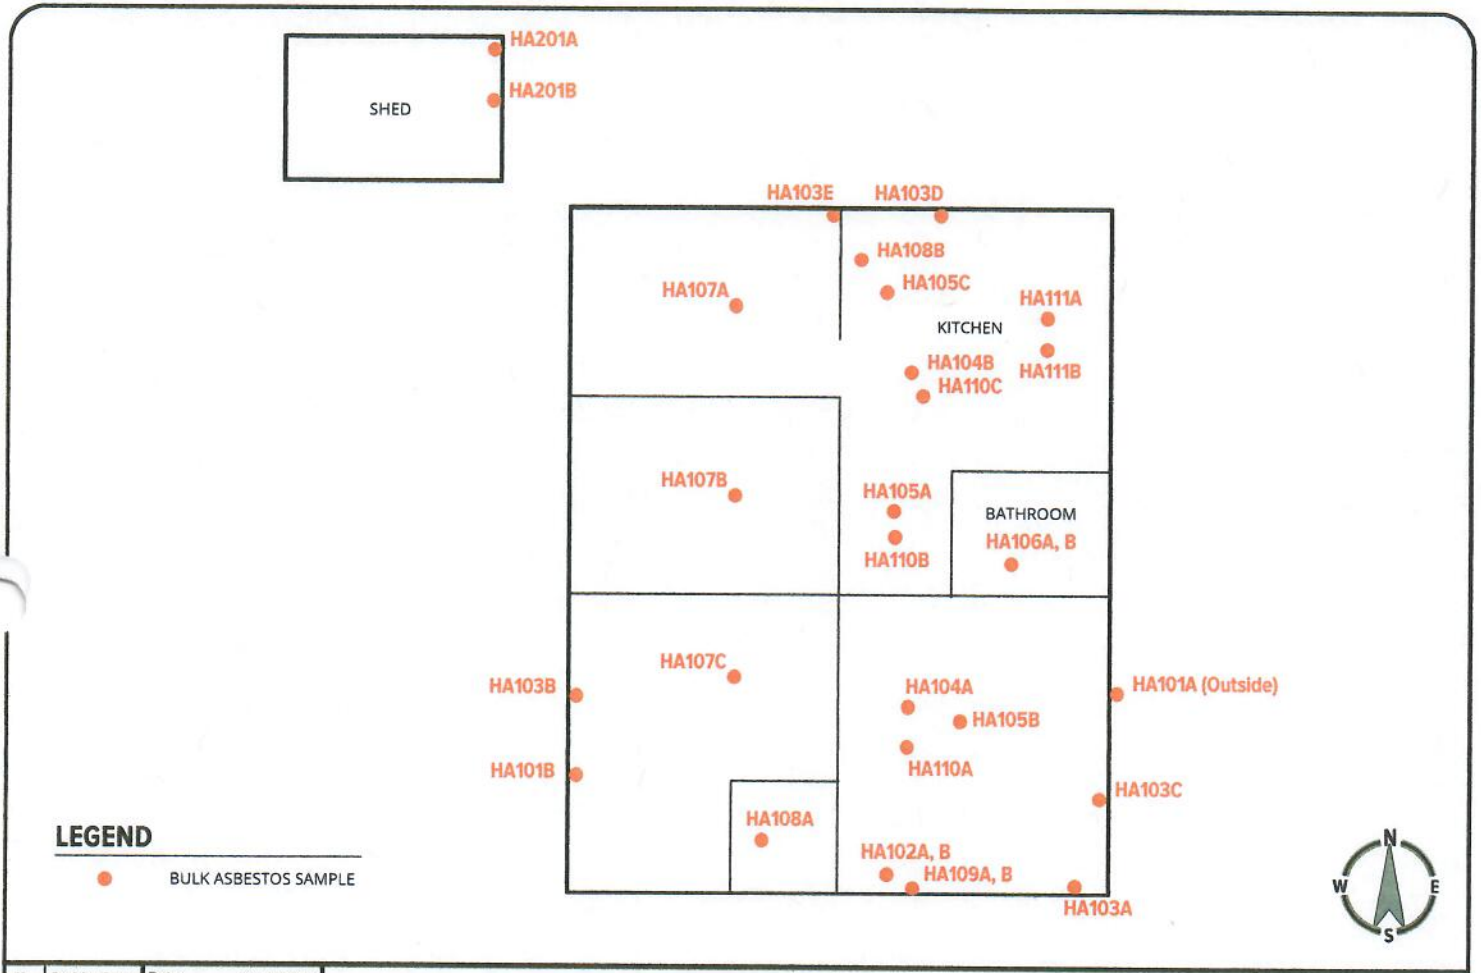 HA201A
HA201B
SHED
HA103E
HA103D
HA108B
HA107A
HA105C
HA111A
KITCHEN
HA104B
HA111B
HA110C
HA107B
HA105A
BATHROOM
HA106A, B
HA110B
HA107C
HA103B
HA104A
HA101A (Outside)
HA105B
HA101B
HA110A
HA103C
HA108A
LEGEND
HA102A, B
HA109A, B
BULK ASBESTOS SAMPLE
HA103A
N
W E
S